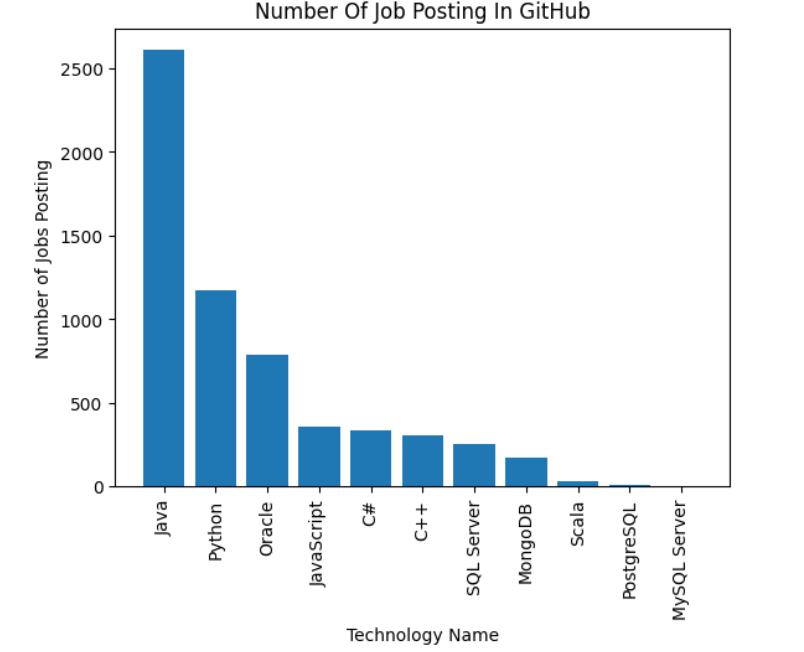 Number Of Job Posting In GitHub
Number of Jobs Posting
2500
2000
1500
1000
500
0
Java
Python
Oracle
JavaScript
C#
C++
SQL Server
MongoDB
Scala
PostgreSQL
MySQL Server
Technology Name